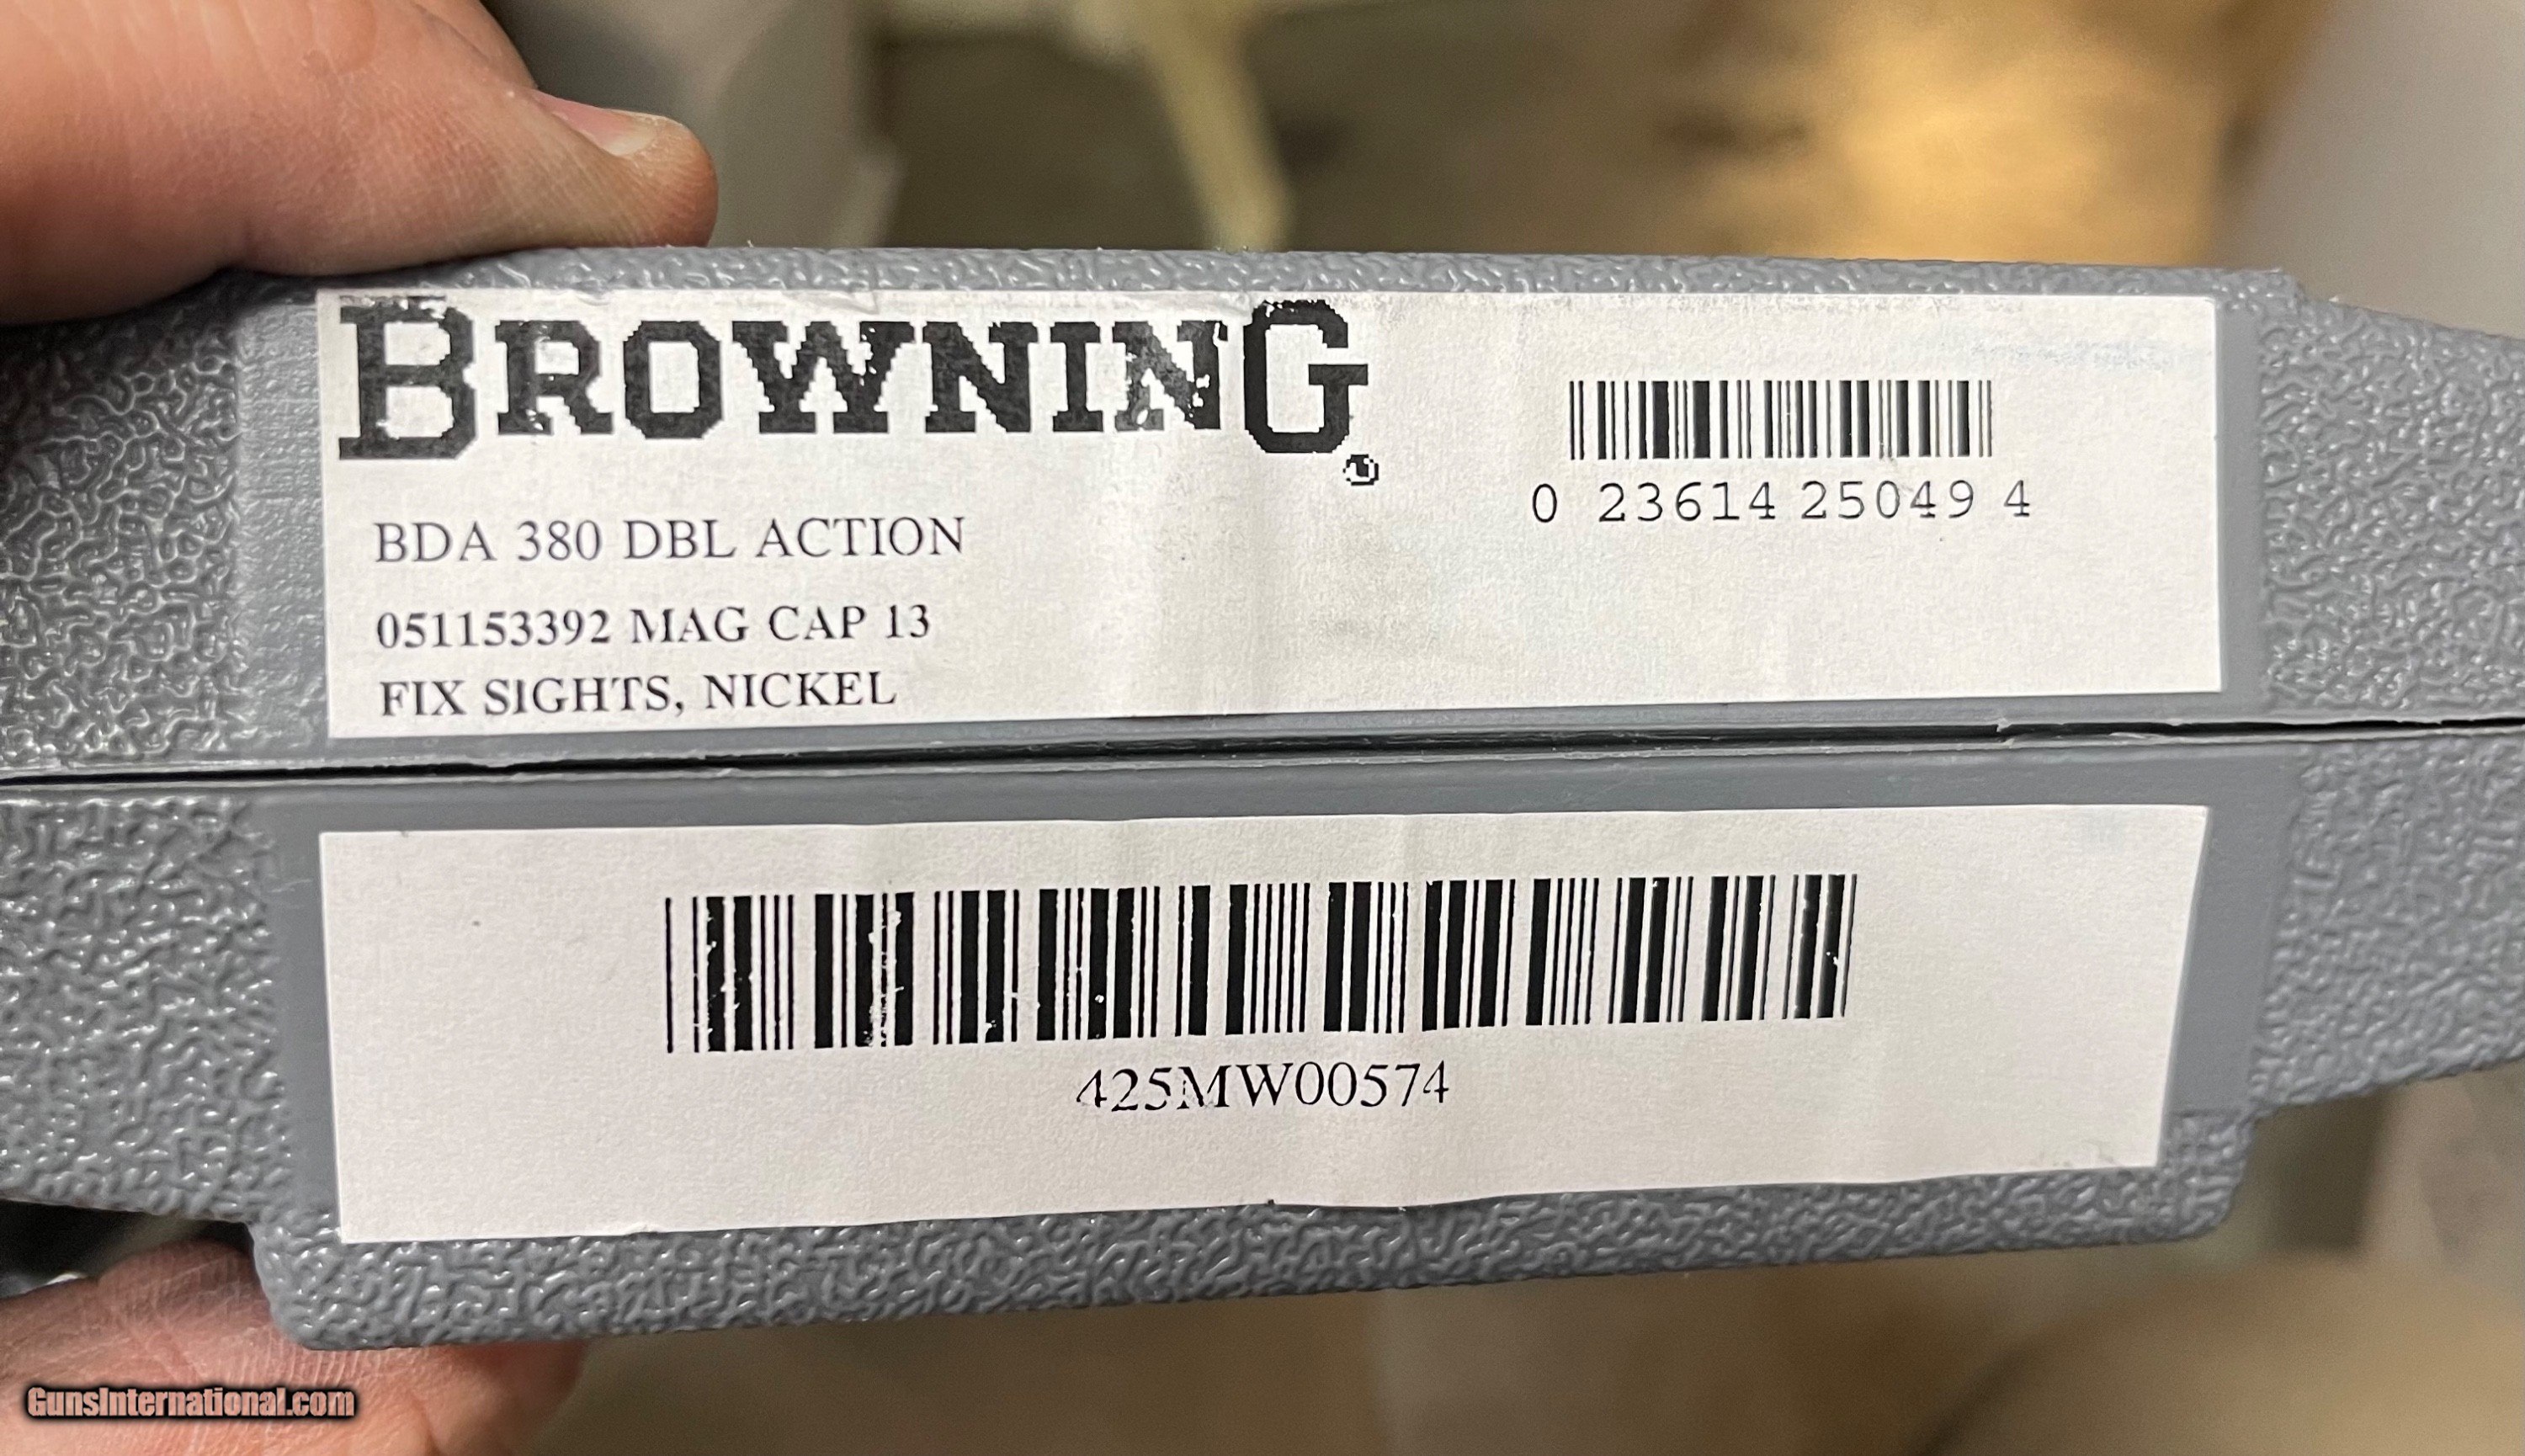 BROWNING®
0 23614 25049 4
BDA 380 DBL ACTION
051153392 MAG CAP 13
FIX SIGHTS, NICKEL
425MW00574
GunsInternational.com